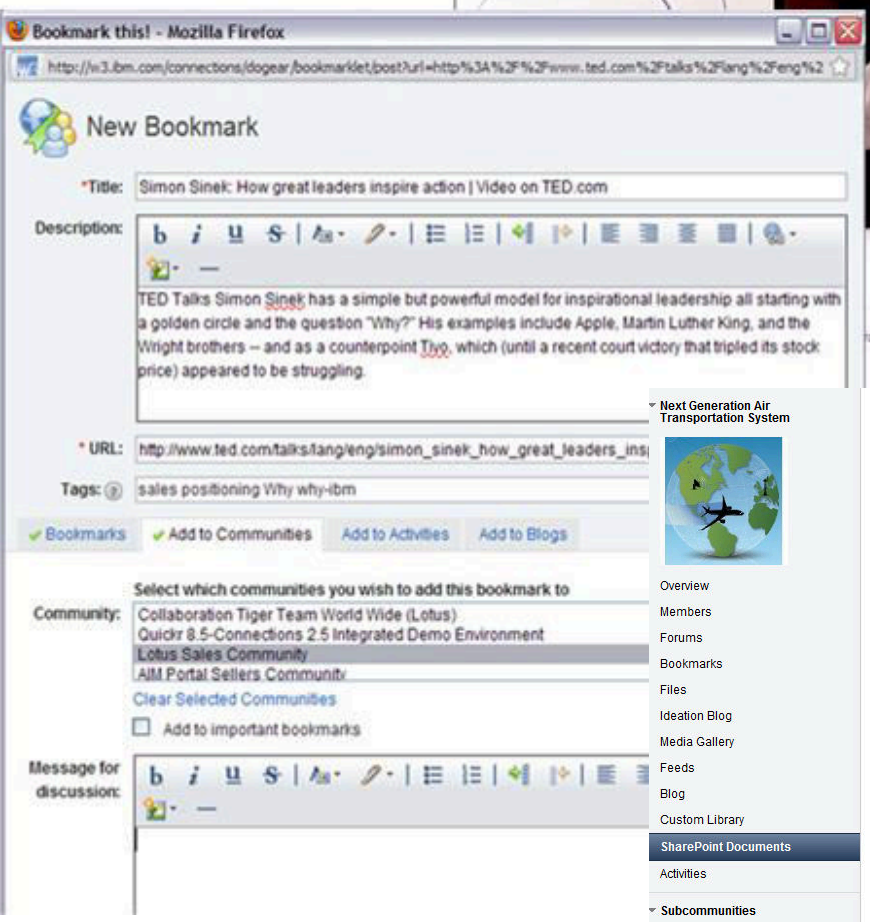 Bookmark this! - Mozilla Firefox
http://w3.ibm.com/connections/dogear/bookmarklet/post?url=http%3A%2F%2Fwww.ted.com%2Ftalks%2Flang%2Feng%2
New Bookmark
*Title: Simon Sinek: How great leaders inspire action | Video on TED.com
Description:
b i u S
TED Talks Simon Sinek has a simple but powerful model for inspirational leadership all starting with
a golden circle and the question "Why?" His examples include Apple, Martin Luther King, and the
Wright brothers -- and as a counterpoint Tivo, which (until a recent court victory that tripled its stock
price) appeared to be struggling.
* URL: http://www.ted.com/talks/lang/eng/simon_sinek_how_great_leaders_insp
Tags: ? sales positioning Why why-ibm
Bookmarks Add to Communities Add to Activities Add to Blogs
Select which communities you wish to add this bookmark to
Community: Collaboration Tiger Team World Wide (Lotus)
Quickr 8.5-Connections 2.5 Integrated Demo Environment
Lotus Sales Community
AIM Portal Sellers Community
Clear Selected Communities
Add to important bookmarks
Message for
discussion:
b i u S
Next Generation Air
Transportation System
Overview
Members
Forums
Bookmarks
Files
Ideation Blog
Media Gallery
Feeds
Blog
Custom Library
SharePoint Documents
Activities
Subcommunities